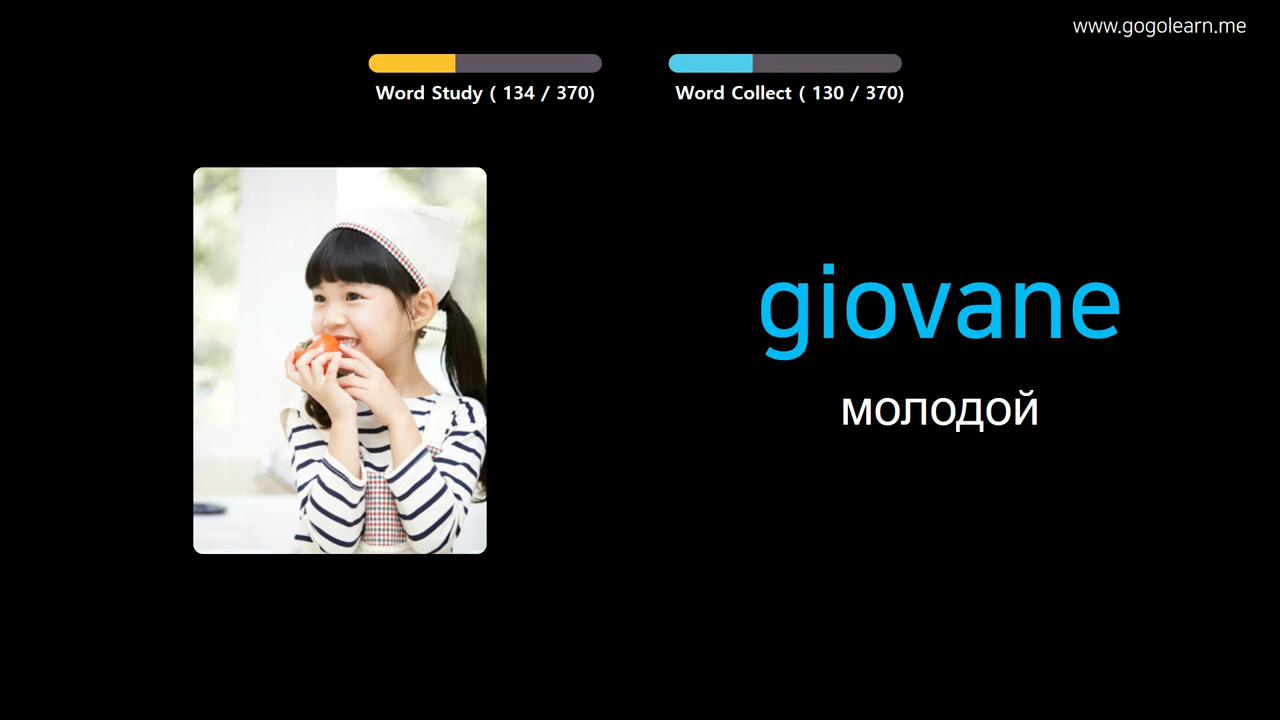 www.gogolearn.me
Word Study ( 134 / 370)
Word Collect ( 130 / 370)
giovane
молодой